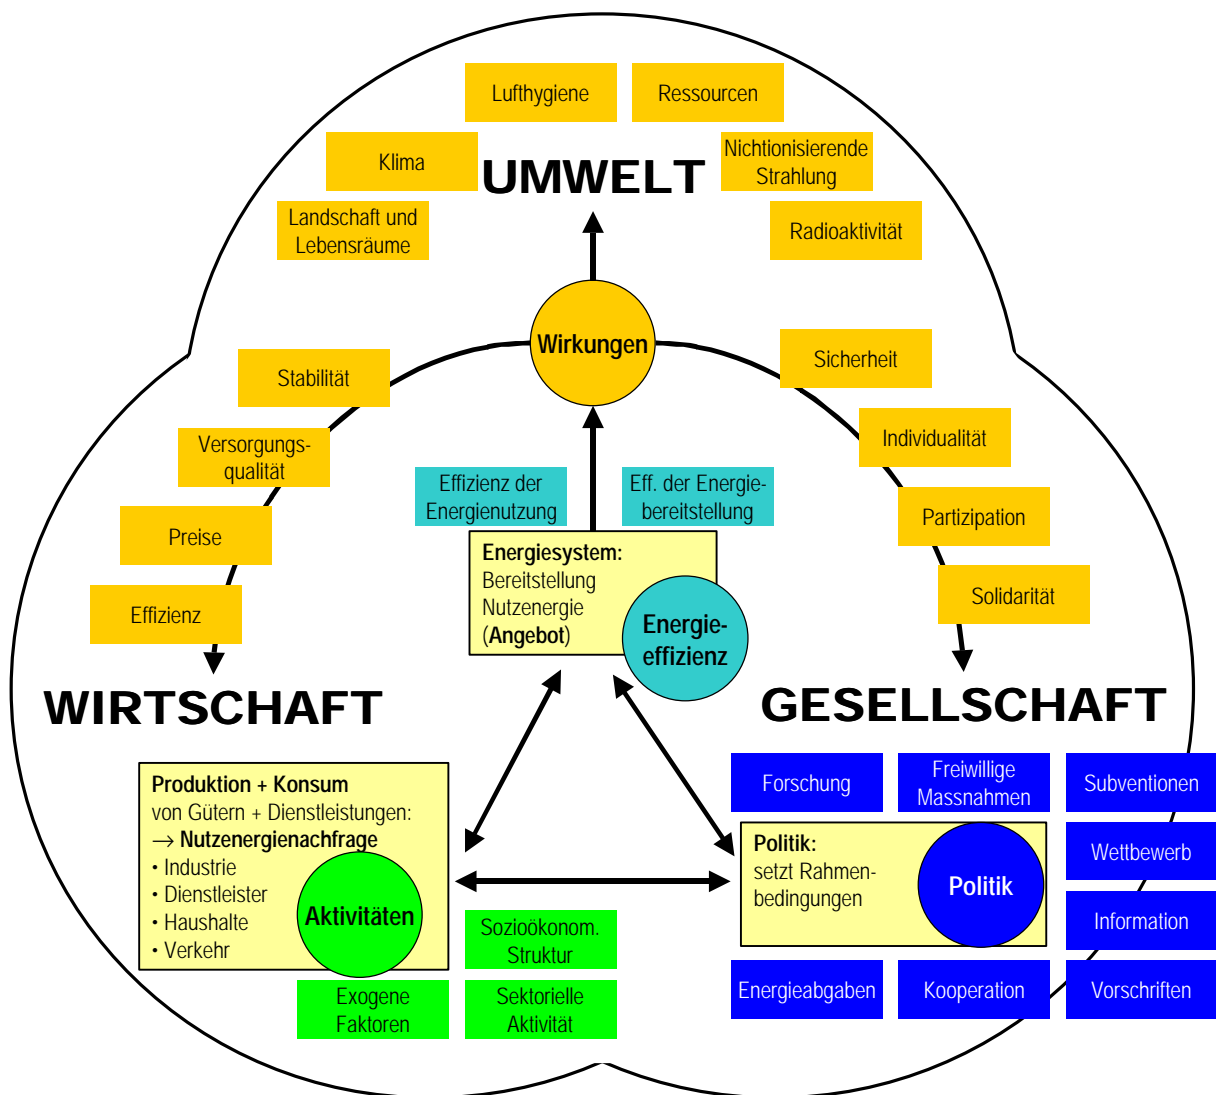 Lufthygiene
Ressourcen
Klima
Nichtionisierende
Strahlung
UMWELT
Landschaft und
Lebensräume
Radioaktivität
Wirkungen
Stabilität
Sicherheit
Versorgungs-
qualität
Individualität
Effizienz der
Energienutzung
Eff. der Energie-
bereitstellung
Preise
Partizipation
Energiesystem:
Bereitstellung
Nutzenergie
(Angebot)
Energie-
effizienz
Effizienz
Solidarität
WIRTSCHAFT
GESELLSCHAFT
Produktion + Konsum
von Gütern + Dienstleistungen:
→ Nutzenergienachfrage
• Industrie
• Dienstleister
• Haushalte
• Verkehr
Aktivitäten
Sozioökonom.
Struktur
Exogene
Faktoren
Sektorielle
Aktivität
Forschung
Freiwillige
Massnahmen
Subventionen
Politik:
setzt Rahmen-
bedingungen
Politik
Wettbewerb
Information
Energieabgaben
Kooperation
Vorschriften